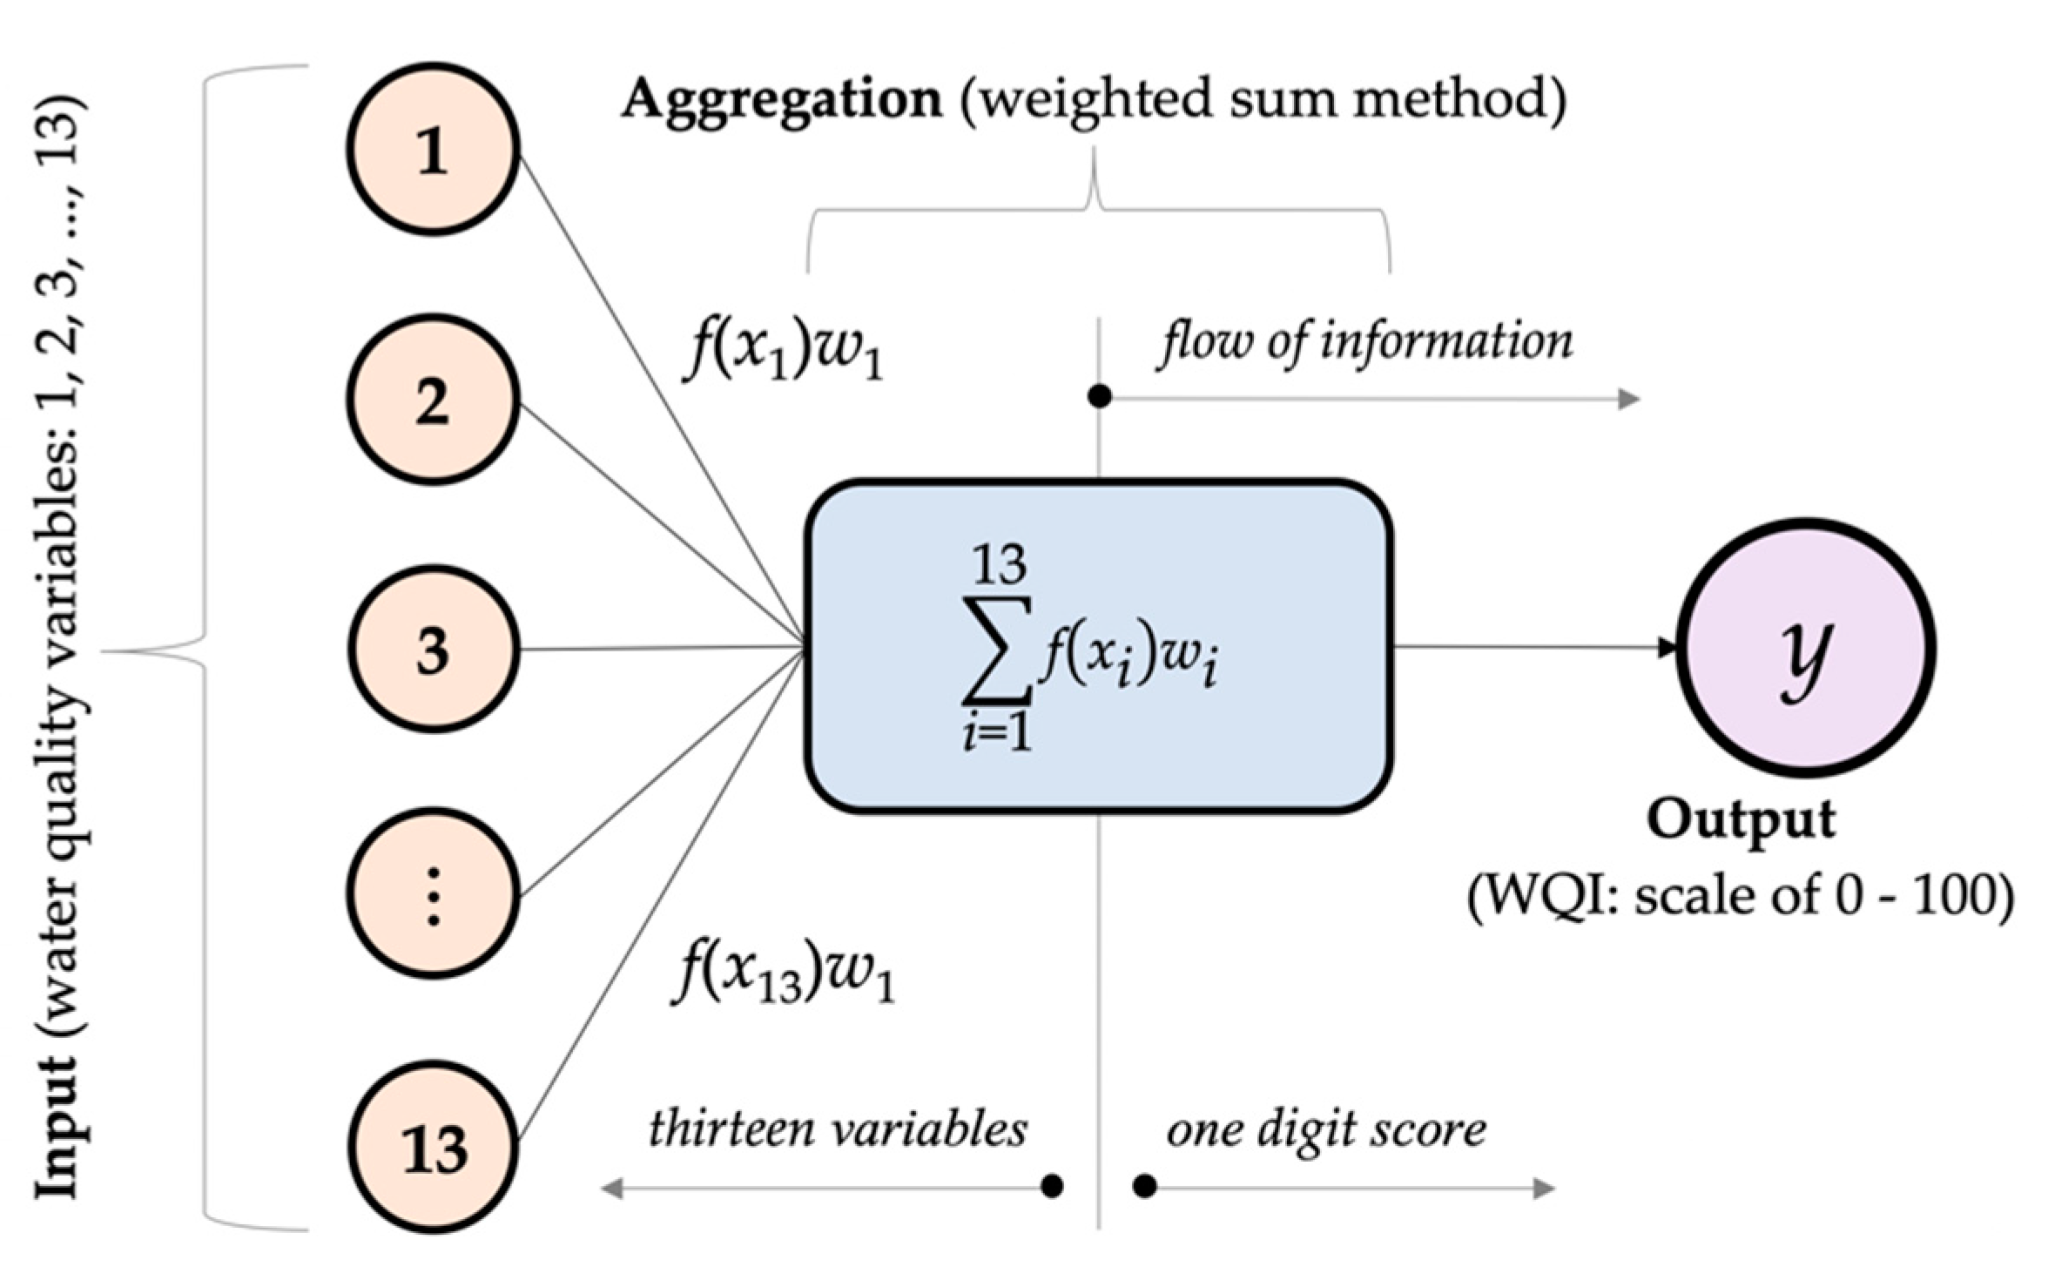 Input (water quality variables: 1, 2, 3, ..., 13)
1
2
3
⋮
13
Aggregation (weighted sum method)
f(x₁)w₁
flow of information
13
∑f(xᵢ)wᵢ
i=1
y
Output
(WQI: scale of 0 - 100)
f(x₁₃)w₁
thirteen variables
one digit score